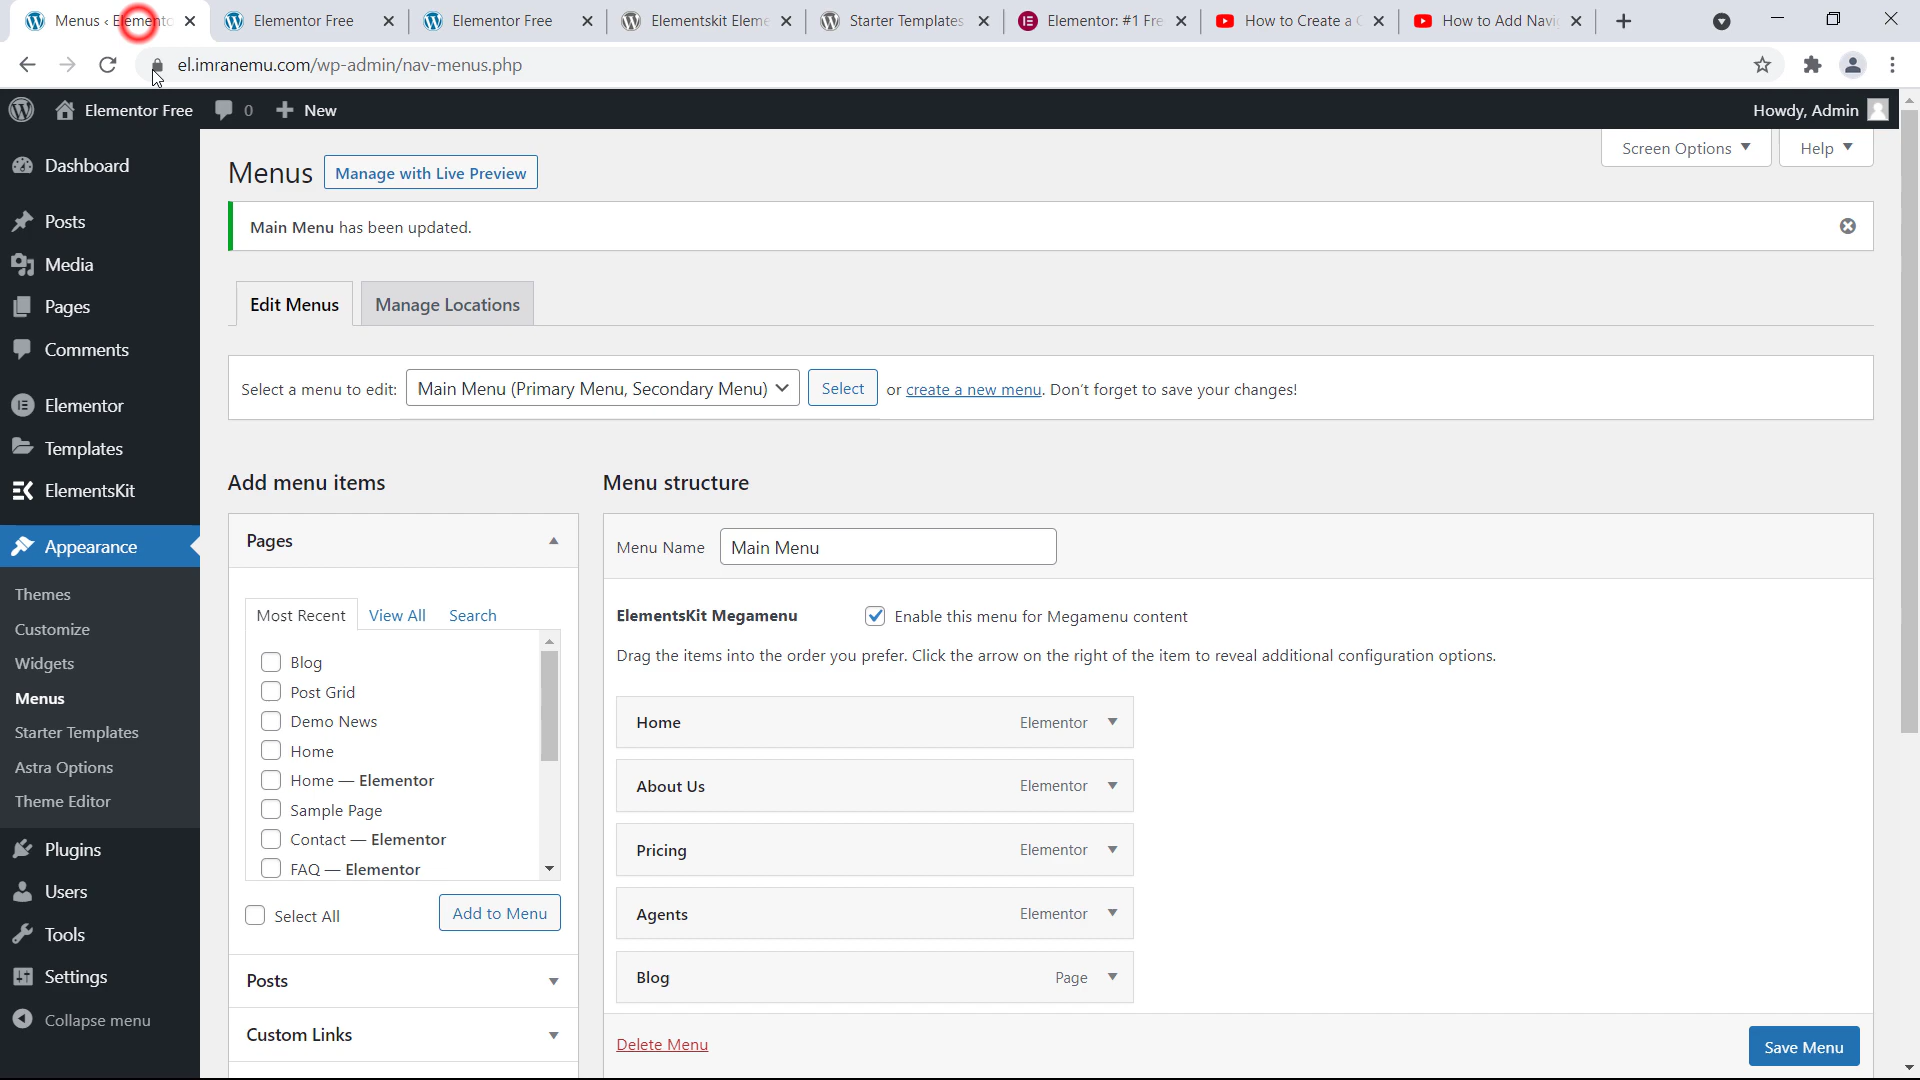 Menus ‹ Elemento
Elementor Free
Elementor Free
Elementskit Eleme
Starter Templates
Elementor: #1 Fre
How to Create a C
How to Add Navi
el.imranemu.com/wp-admin/nav-menus.php
Elementor Free
0
New
Howdy, Admin
Dashboard
Posts
Media
Pages
Comments
Elementor
Templates
ElementsKit
Appearance
Themes
Customize
Widgets
Menus
Starter Templates
Astra Options
Theme Editor
Plugins
Users
Tools
Settings
Collapse menu
Screen Options
Help
Menus
Manage with Live Preview
Main Menu has been updated.
Edit Menus
Manage Locations
Select a menu to edit: Main Menu (Primary Menu, Secondary Menu) Select or create a new menu. Don't forget to save your changes!
Add menu items
Pages
Most Recent
View All
Search
Blog
Post Grid
Demo News
Home
Home — Elementor
Sample Page
Contact — Elementor
FAQ — Elementor
Select All
Add to Menu
Posts
Custom Links
Menu structure
Menu Name Main Menu
ElementsKit Megamenu Enable this menu for Megamenu content
Drag the items into the order you prefer. Click the arrow on the right of the item to reveal additional configuration options.
Home Elementor
About Us Elementor
Pricing Elementor
Agents Elementor
Blog Page
Delete Menu
Save Menu